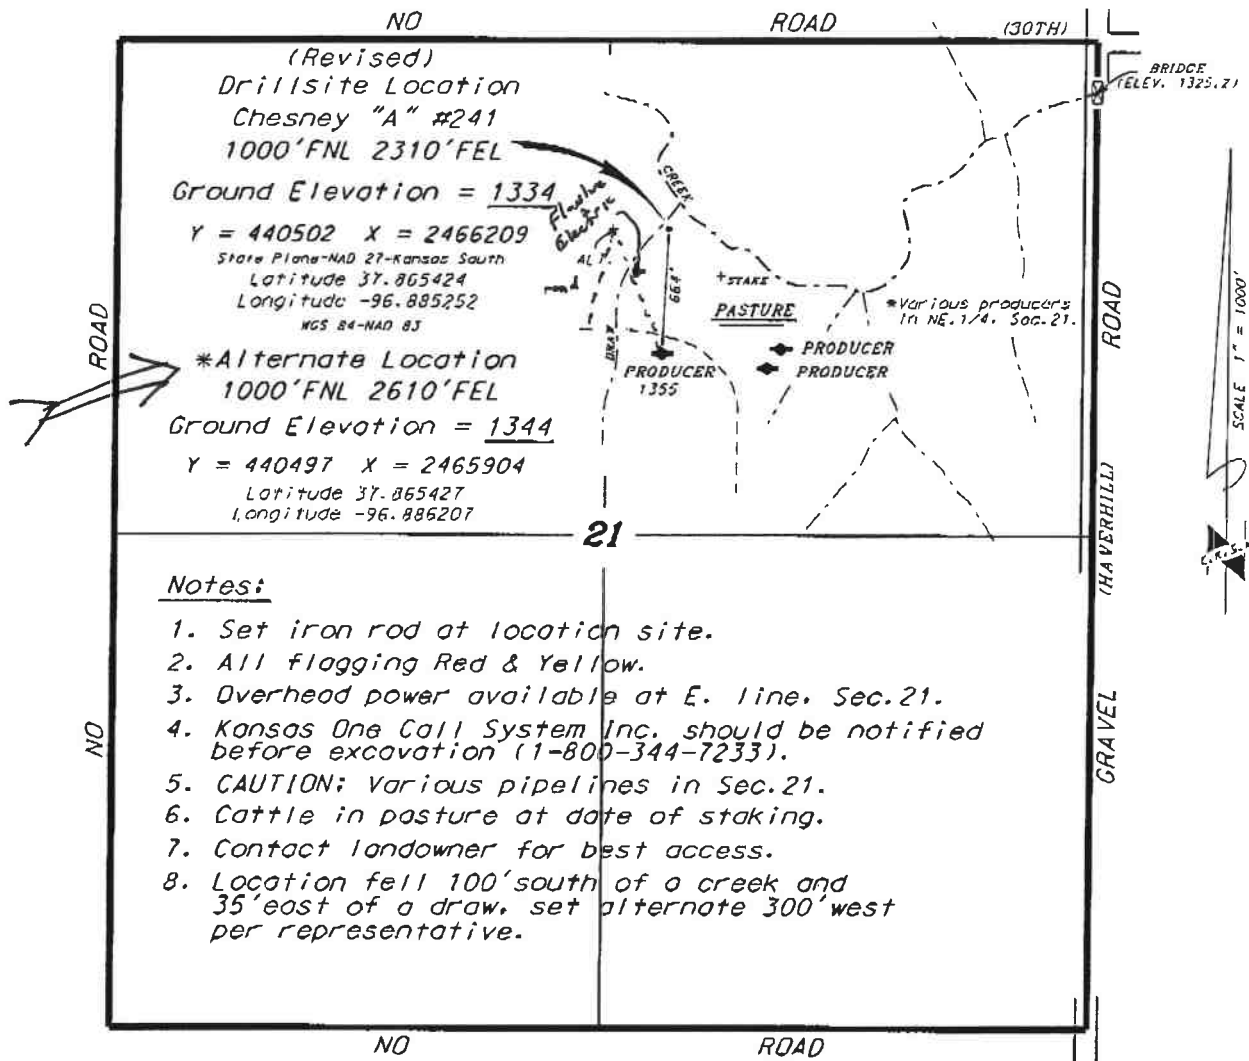 NO ROAD (30TH)
BRIDGE
(ELEV. 1325.2)
(Revised)
Drillsite Location
Chesney "A" #241
1000'FNL 2310'FEL
Ground Elevation = 1334
Y = 440502 X = 2466209
State Plane-NAD 27-Kansas South
Latitude 37.865424
Longitude -96.885252
WGS 84-NAD 83
*Alternate Location
1000'FNL 2610'FEL
Ground Elevation = 1344
Y = 440497 X = 2465904
Latitude 37.865427
Longitude -96.886207
Flowline
&
Electric
ALT.
road
CREEK
664'
+STAKE
PASTURE
*Various producers
in NE.1/4. Sec.21.
DRAW
PRODUCER
1355
PRODUCER
PRODUCER
ROAD
NO
ROAD
(HAVERHILL)
GRAVEL
SCALE 1" = 1000'
21
Notes:
1. Set iron rod at location site.
2. All flagging Red & Yellow.
3. Overhead power available at E. line. Sec.21.
4. Kansas One Call System Inc. should be notified
before excavation (1-800-344-7233).
5. CAUTION: Various pipelines in Sec.21.
6. Cattle in pasture at date of staking.
7. Contact landowner for best access.
8. Location fell 100'south of a creek and
35'east of a draw. set alternate 300'west
per representative.
NO ROAD